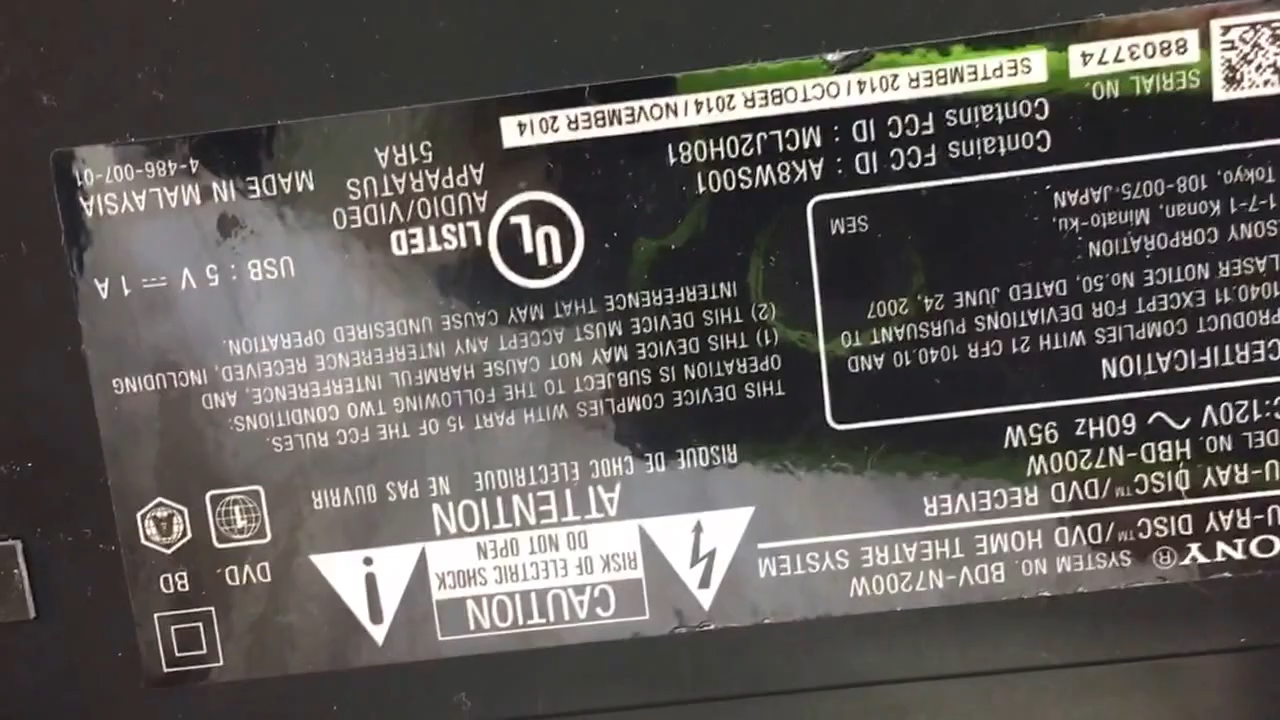 ONY® SYSTEM NO. BDV-N7200W
U-RAY DISC™/DVD HOME THEATRE SYSTEM
U-RAY DISC™/DVD RECEIVER
DEL NO. HBD-N7200W
C:120V ~ 60Hz 95W
CERTIFICATION
PRODUCT COMPLIES WITH 21 CFR 1040.10 AND
1040.11 EXCEPT FOR DEVIATIONS PURSUANT TO
LASER NOTICE No.50, DATED JUNE 24, 2007
SONY CORPORATION
1-7-1 Konan, Minato-ku,
Tokyo, 108-0075 JAPAN
SEM
Contains FCC ID : AK8WS001
Contains FCC ID : MCLJ20H081
SERIAL NO.
8803774
SEPTEMBER 2014 / OCTOBER 2014 / NOVEMBER 2014
CAUTION
RISK OF ELECTRIC SHOCK
DO NOT OPEN
ATTENTION
RISQUE DE CHOC ÉLECTRIQUE NE PAS OUVRIR
DVD.
BD
THIS DEVICE COMPLIES WITH PART 15 OF THE FCC RULES.
OPERATION IS SUBJECT TO THE FOLLOWING TWO CONDITIONS:
(1) THIS DEVICE MAY NOT CAUSE HARMFUL INTERFERENCE, AND
(2) THIS DEVICE MUST ACCEPT ANY INTERFERENCE RECEIVED, INCLUDING
INTERFERENCE THAT MAY CAUSE UNDESIRED OPERATION.
UL
LISTED
AUDIO/VIDEO
APPARATUS
51RA
USB : 5 V ⎓ 1 A
MADE IN MALAYSIA
4-486-007-01